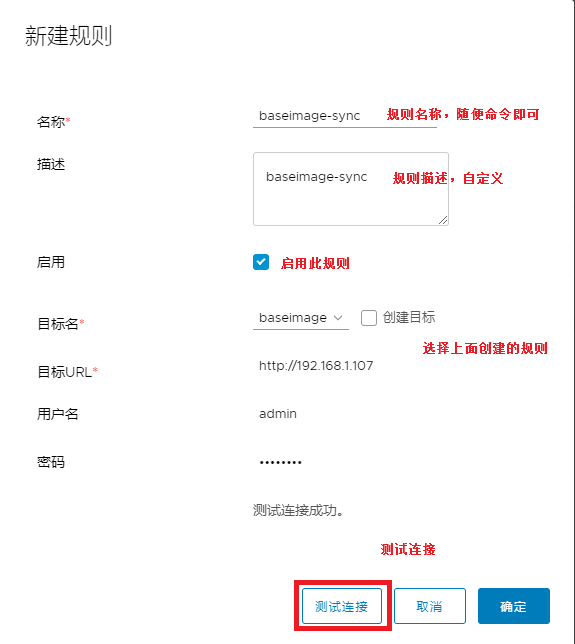 新建规则
名称* baseimage-sync 规则名称，随便命令即可
描述 baseimage-sync 规则描述，自定义
启用 启用此规则
目标名* baseimage 创建目标
选择上面创建的规则
目标URL* http://192.168.1.107
用户名 admin
密码 ••••••••
测试连接成功。
测试连接
测试连接 取消 确定